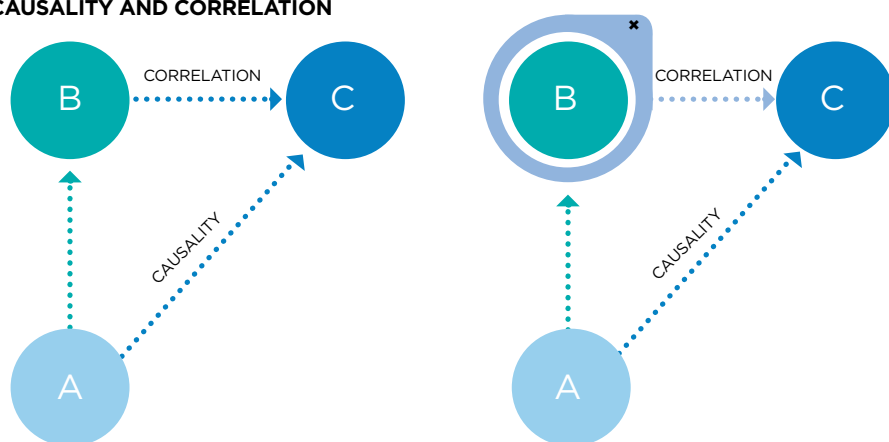 CAUSALITY AND CORRELATION
B
CORRELATION
C
CAUSALITY
A
B
CORRELATION
C
CAUSALITY
A